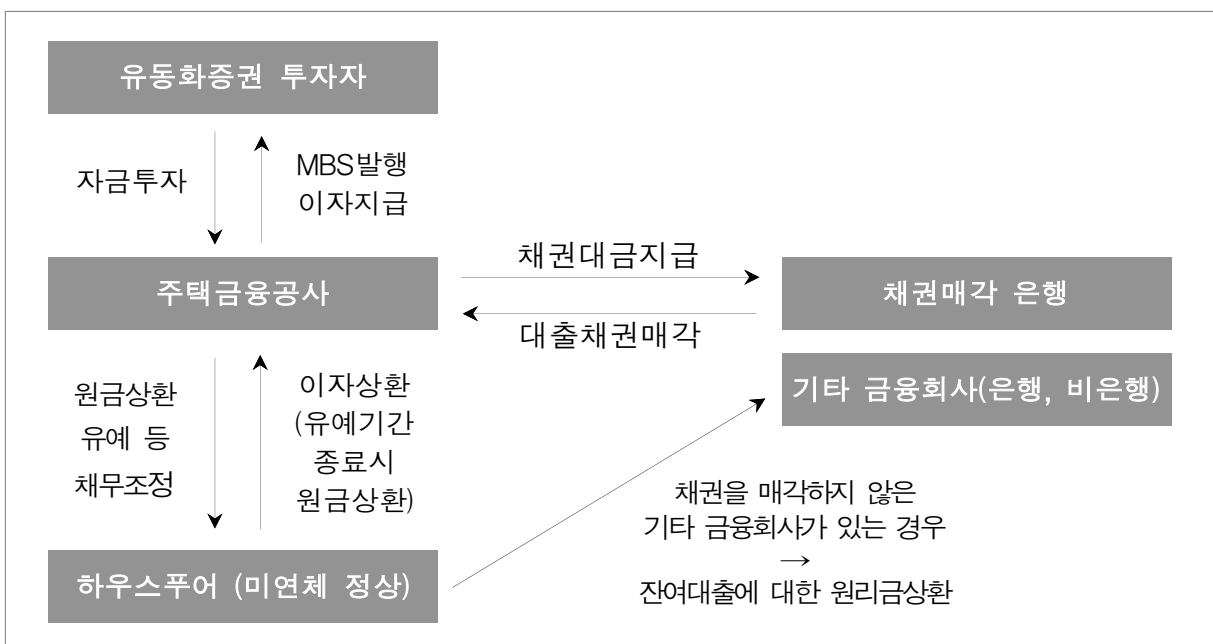 유동화증권 투자자
자금투자
MBS발행
이자지급
주택금융공사
채권대금지급
대출채권매각
채권매각 은행
기타 금융회사(은행, 비은행)
원금상환
유예 등
채무조정
이자상환
(유예기간
종료시
원금상환)
채권을 매각하지 않은
기타 금융회사가 있는 경우
→
잔여대출에 대한 원리금상환
하우스푸어 (미연체 정상)